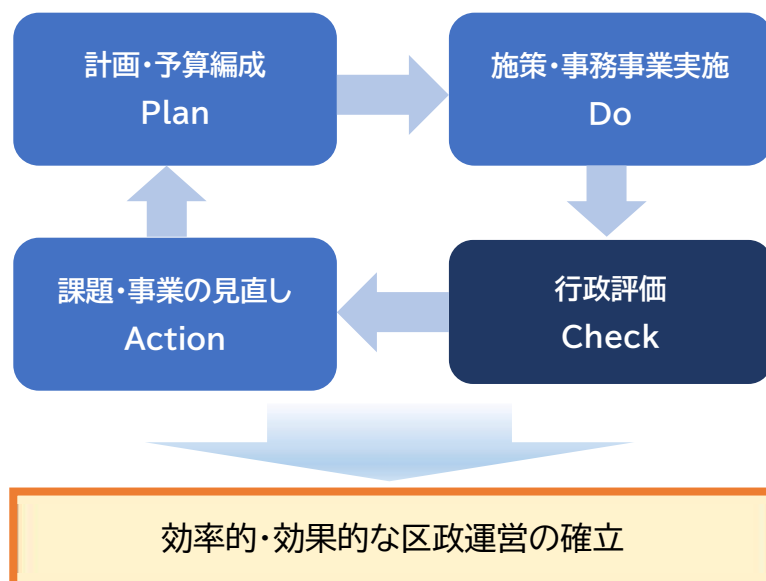 計画・予算編成
Plan
施策・事務事業実施
Do
課題・事業の見直し
Action
行政評価
Check
効率的・効果的な区政運営の確立